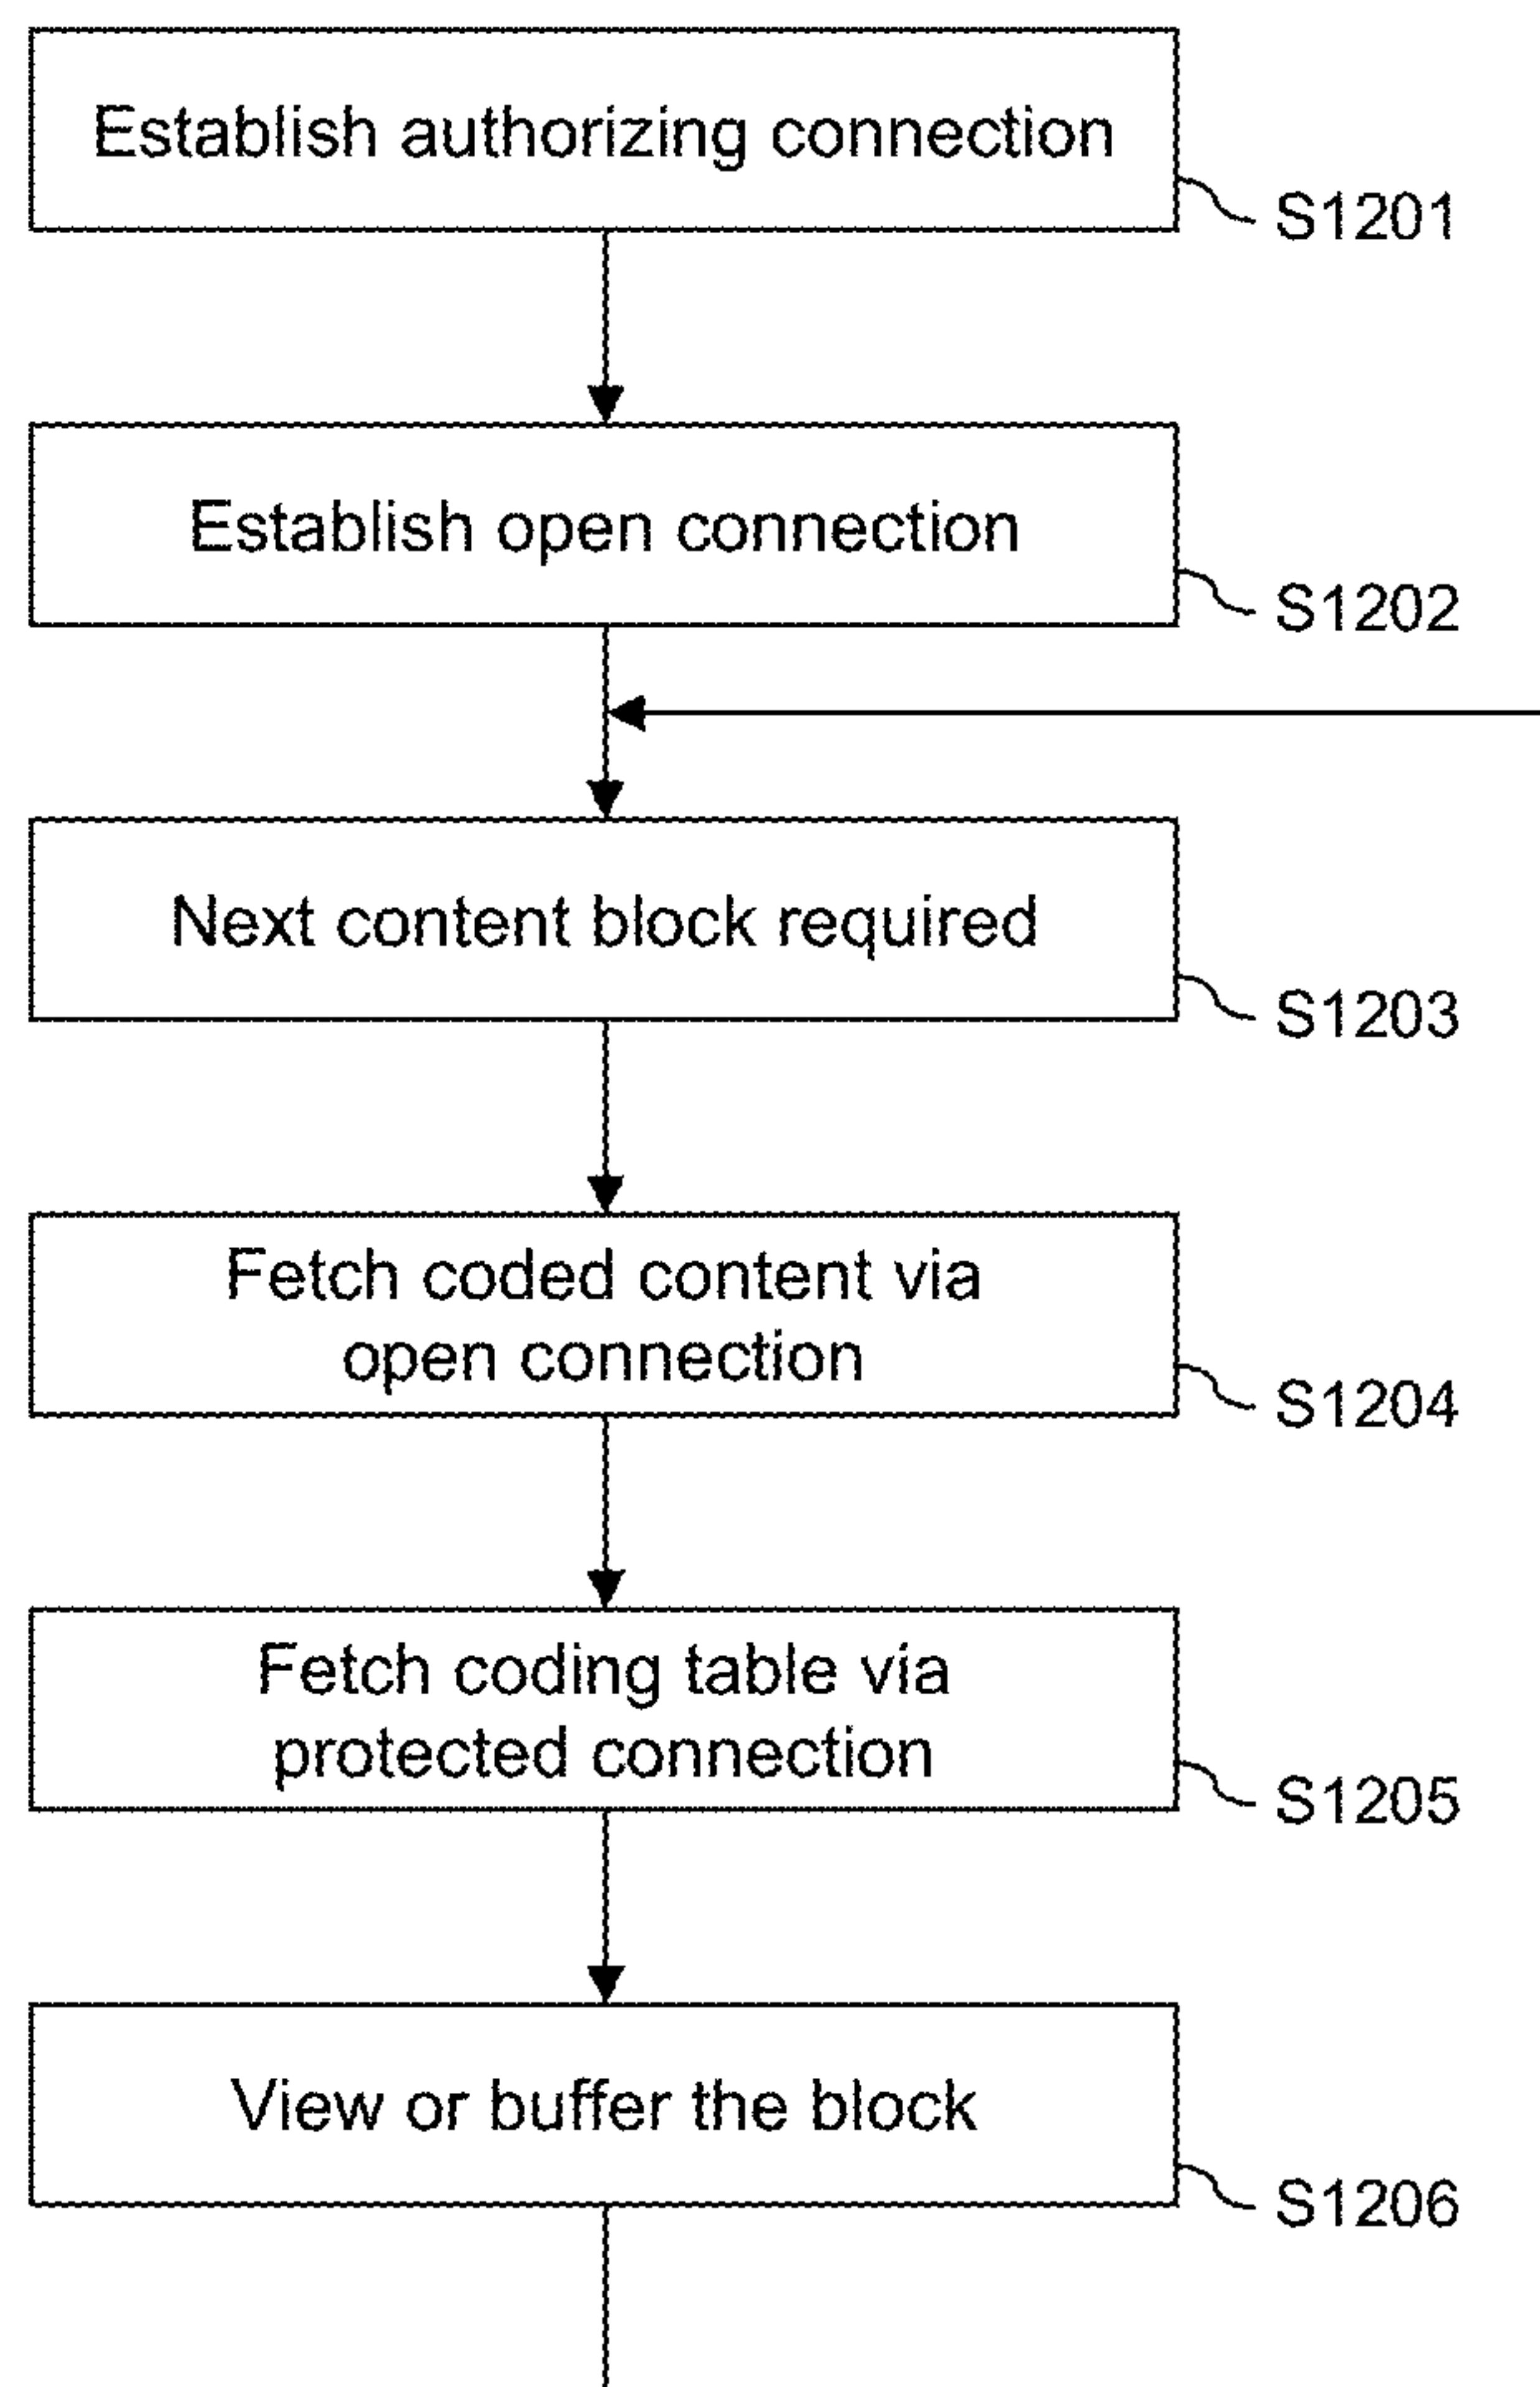 Establish authorizing connection
S1201
Establish open connection
S1202
Next content block required
S1203
Fetch coded content via
open connection
S1204
Fetch coding table via
protected connection
S1205
View or buffer the block
S1206